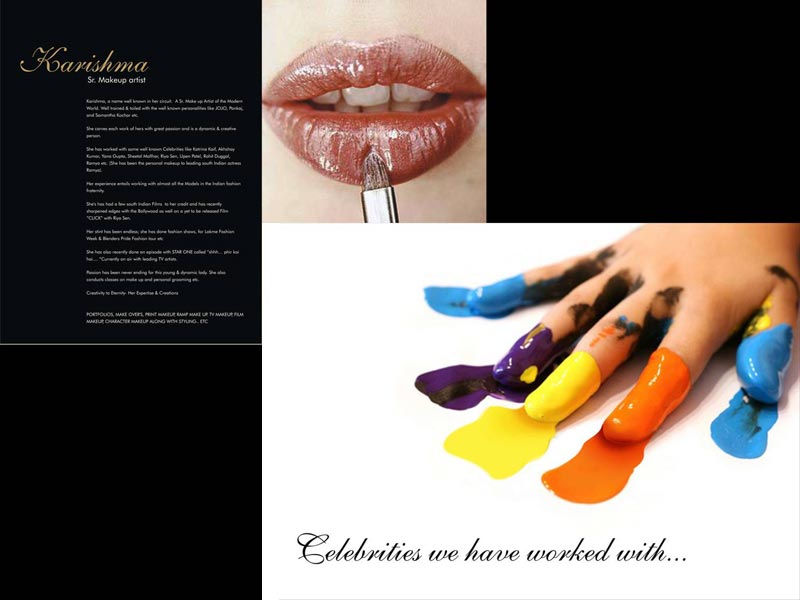 Karishma
Sr. Makeup artist
Karishma, a name well known in her circuit. A Sr. Make up Artist of the Modern
World. Well trained & toiled with the well known personalities like JOJO, Pankaj,
and Samantha Kochar etc.
She carves each work of hers with great passion and is a dynamic & creative
person.
She has worked with some well known Celebrities like Katrina Kaif, Akhshay
Kumar, Yana Gupta, Sheetal Malhar, Riya Sen, Upen Patel, Rohit Duggal,
Ramya etc. (She has been the personal makeup to leading south Indian actress
Ramya).
Her experience entails working with almost all the Models in the Indian fashion
fraternity.
She's has had a few south Indian Films to her credit and has recently
sharpened edges with the Bollywood as well on a yet to be released Film
"CLICK" with Riya Sen.
Her stint has been endless; she has done fashion shows, for Lakme Fashion
Week & Blenders Pride Fashion tour etc.
She has also recently done an episode with STAR ONE called "shhh... phir koi
hai.... "Currently on air with leading TV artists.
Passion has been never ending for this young & dynamic lady. She also
conducts classes on make up and personal grooming etc.
Creativity to Eternity: Her Expertise & Creations
PORTFOLIOS, MAKE OVER'S, PRINT MAKEUP, RAMP MAKE UP, TV MAKEUP, FILM
MAKEUP, CHARACTER MAKEUP ALONG WITH STYLING.. ETC
Celebrities we have worked with...